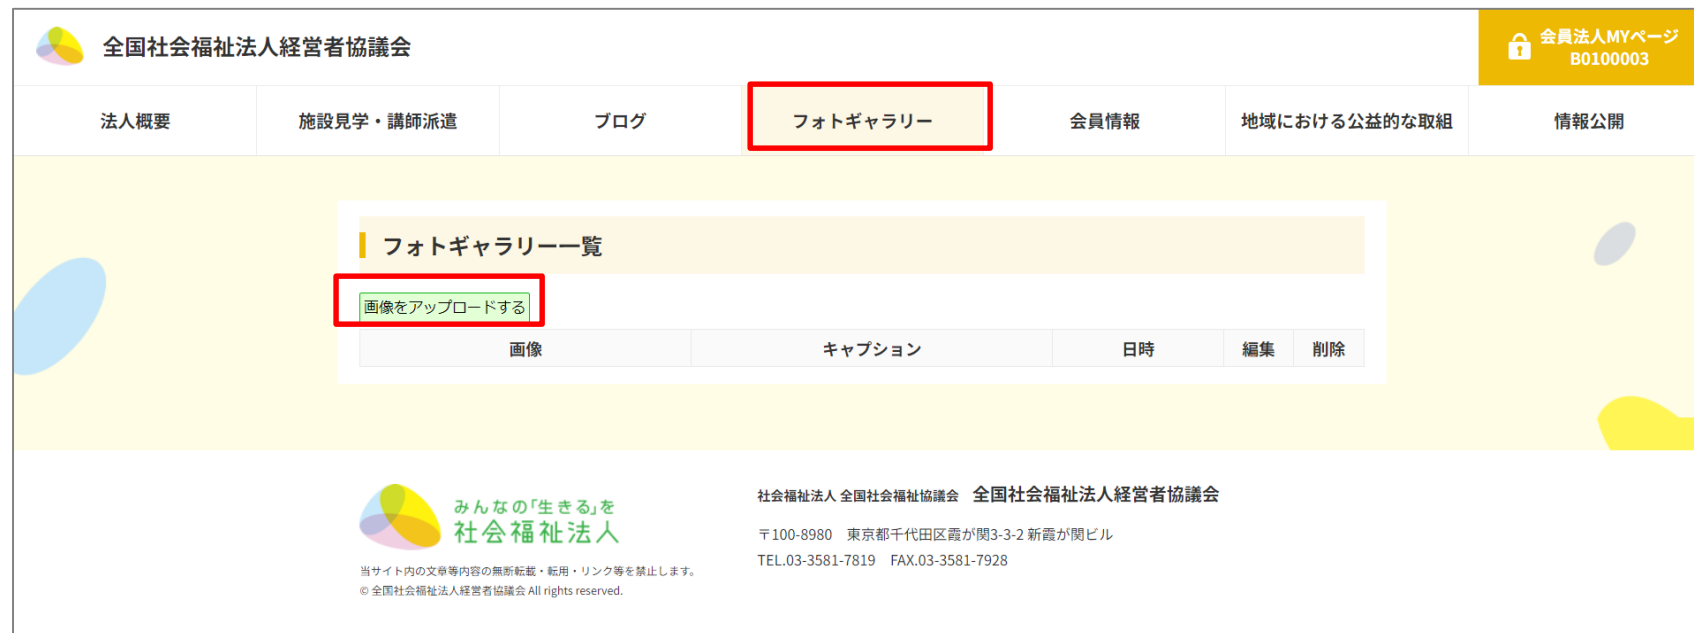 全国社会福祉法人経営者協議会
会員法人MYページ
B0100003
法人概要
施設見学・講師派遣
ブログ
フォトギャラリー
会員情報
地域における公益的な取組
情報公開
フォトギャラリー一覧
画像をアップロードする
画像 キャプション 日時 編集 削除
みんなの「生きる」を
社会福祉法人
当サイト内の文章等内容の無断転載・転用・リンク等を禁止します。
© 全国社会福祉法人経営者協議会 All rights reserved.
社会福祉法人 全国社会福祉協議会 全国社会福祉法人経営者協議会
〒100-8980 東京都千代田区霞が関3-3-2 新霞が関ビル
TEL.03-3581-7819 FAX.03-3581-7928